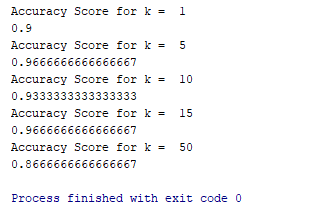 Accuracy Score for k =  1
0.9
Accuracy Score for k =  5
0.9666666666666667
Accuracy Score for k =  10
0.9333333333333333
Accuracy Score for k =  15
0.9666666666666667
Accuracy Score for k =  50
0.8666666666666667
Process finished with exit code 0